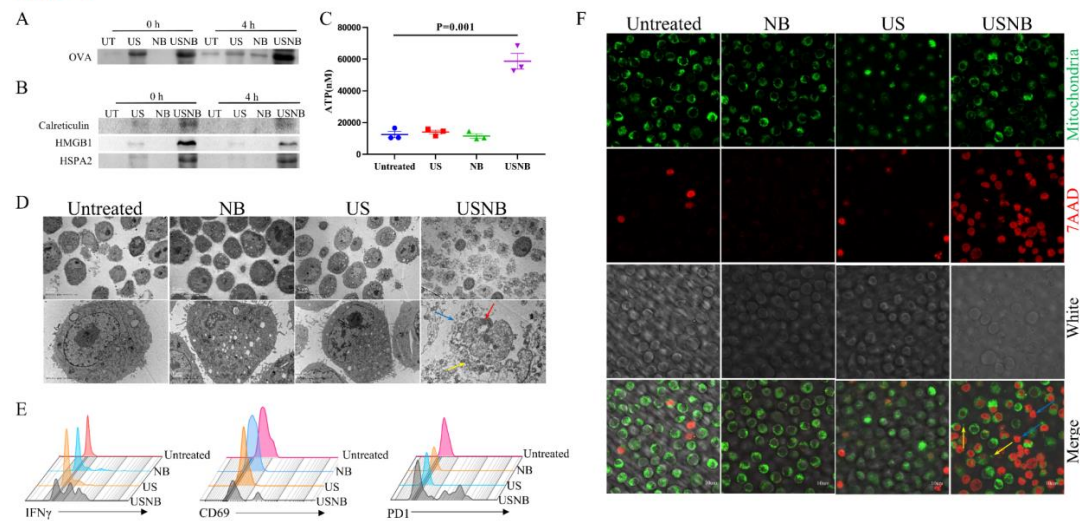 A
0 h
4 h
UT US NB USNB UT US NB USNB
OVA
B
0 h
4 h
UT US NB USNB UT US NB USNB
Calreticulin
HMGB1
HSPA2
C
P=0.001
ATP(nM)
80000
60000
40000
20000
0
Untreated US NB USNB
D
Untreated NB US USNB
E
Untreated
NB
US
USNB
IFNγ
Untreated
NB
US
USNB
CD69
Untreated
NB
US
USNB
PD1
F
Untreated NB US USNB
Mitochondria
7AAD
White
Merge